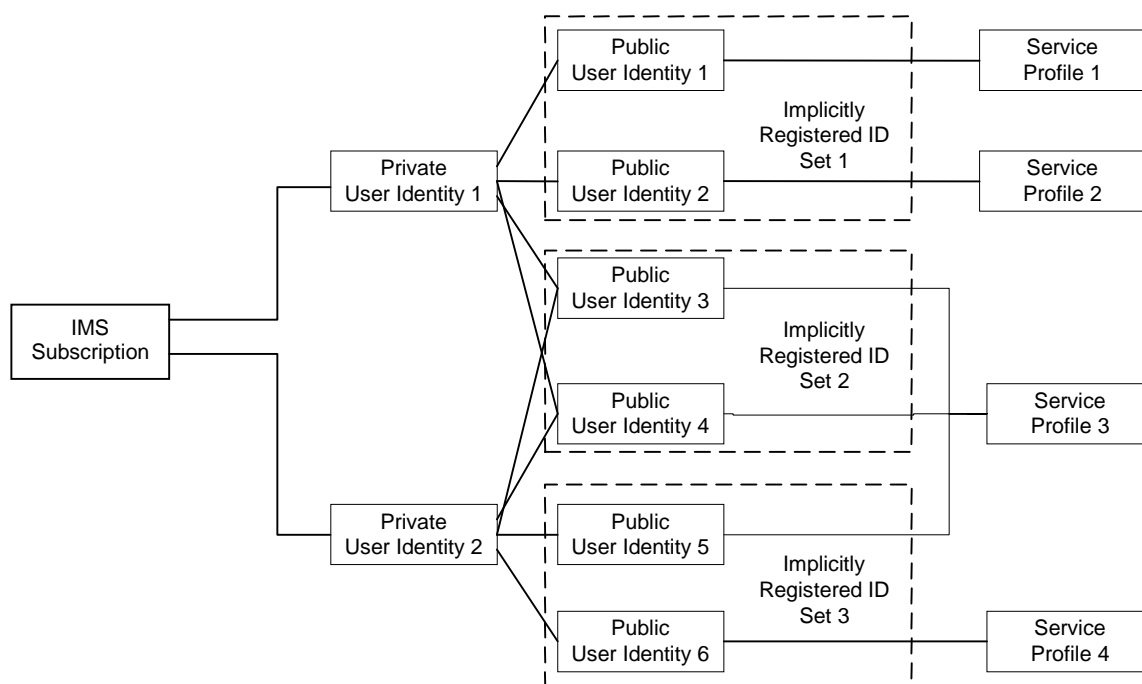 IMS
Subscription
Private
User Identity 1
Private
User Identity 2
Public
User Identity 1
Public
User Identity 2
Implicitly
Registered ID
Set 1
Public
User Identity 3
Public
User Identity 4
Implicitly
Registered ID
Set 2
Public
User Identity 5
Public
User Identity 6
Implicitly
Registered ID
Set 3
Service
Profile 1
Service
Profile 2
Service
Profile 3
Service
Profile 4